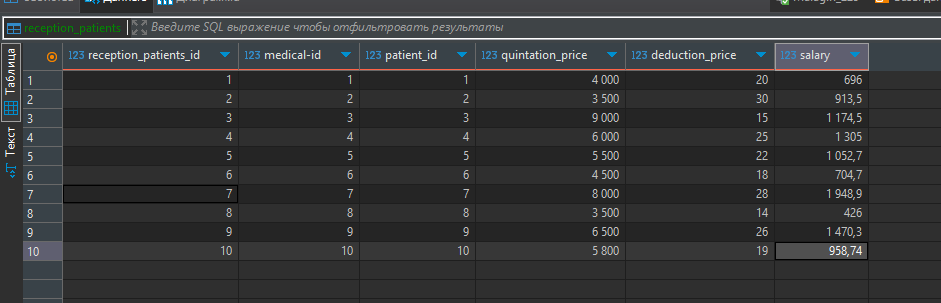 reception_patients Введите SQL выражение чтобы отфильтровать результаты
Таблица
Текст
123 reception_patients_id 123 medical-id 123 patient_id 123 quintation_price 123 deduction_price 123 salary
1 1 1 1 4 000 20 696
2 2 2 2 3 500 30 913,5
3 3 3 3 9 000 15 1 174,5
4 4 4 4 6 000 25 1 305
5 5 5 5 5 500 22 1 052,7
6 6 6 6 4 500 18 704,7
7 7 7 7 8 000 28 1 948,9
8 8 8 8 3 500 14 426
9 9 9 9 6 500 26 1 470,3
10 10 10 10 5 800 19 958,74